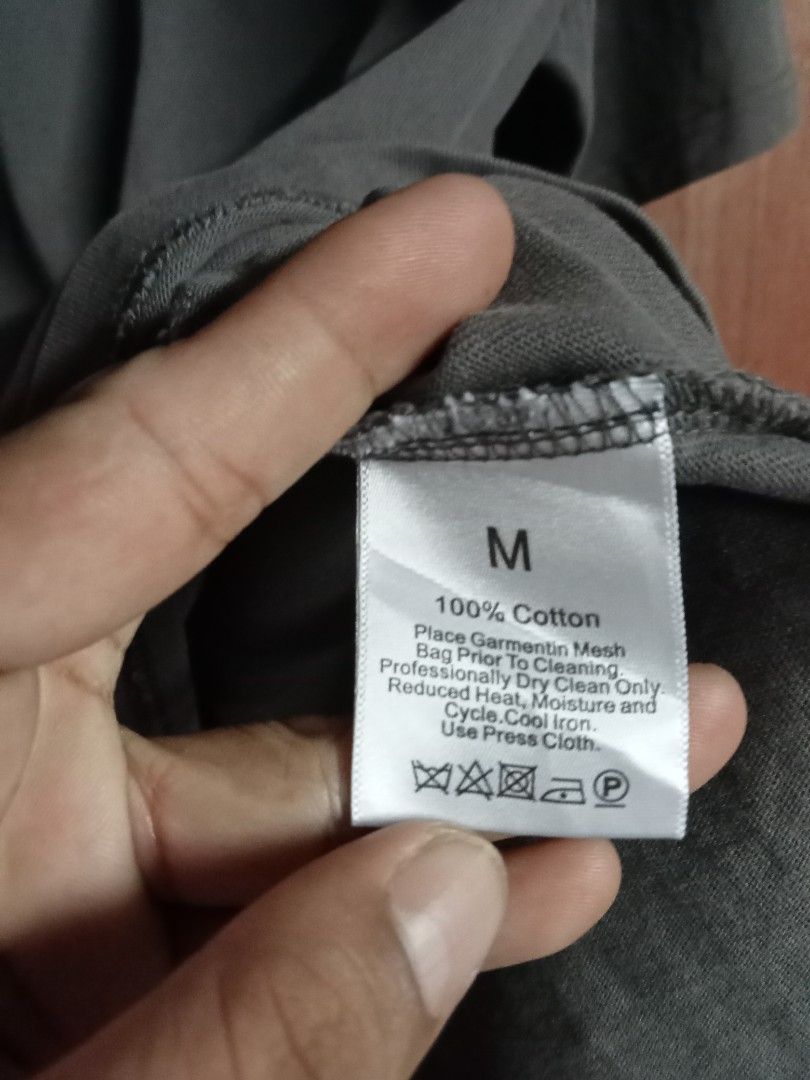 M
100% Cotton
Place Garmentin Mesh
Bag Prior To Cleaning.
Professionally Dry Clean Only.
Reduced Heat, Moisture and
Cycle.Cool Iron.
Use Press Cloth.
P